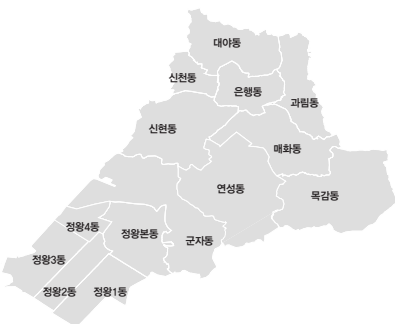 대야동
신천동
은행동
과림동
신현동
매화동
연성동
목감동
정왕4동
정왕본동
군자동
정왕3동
정왕2동
정왕1동